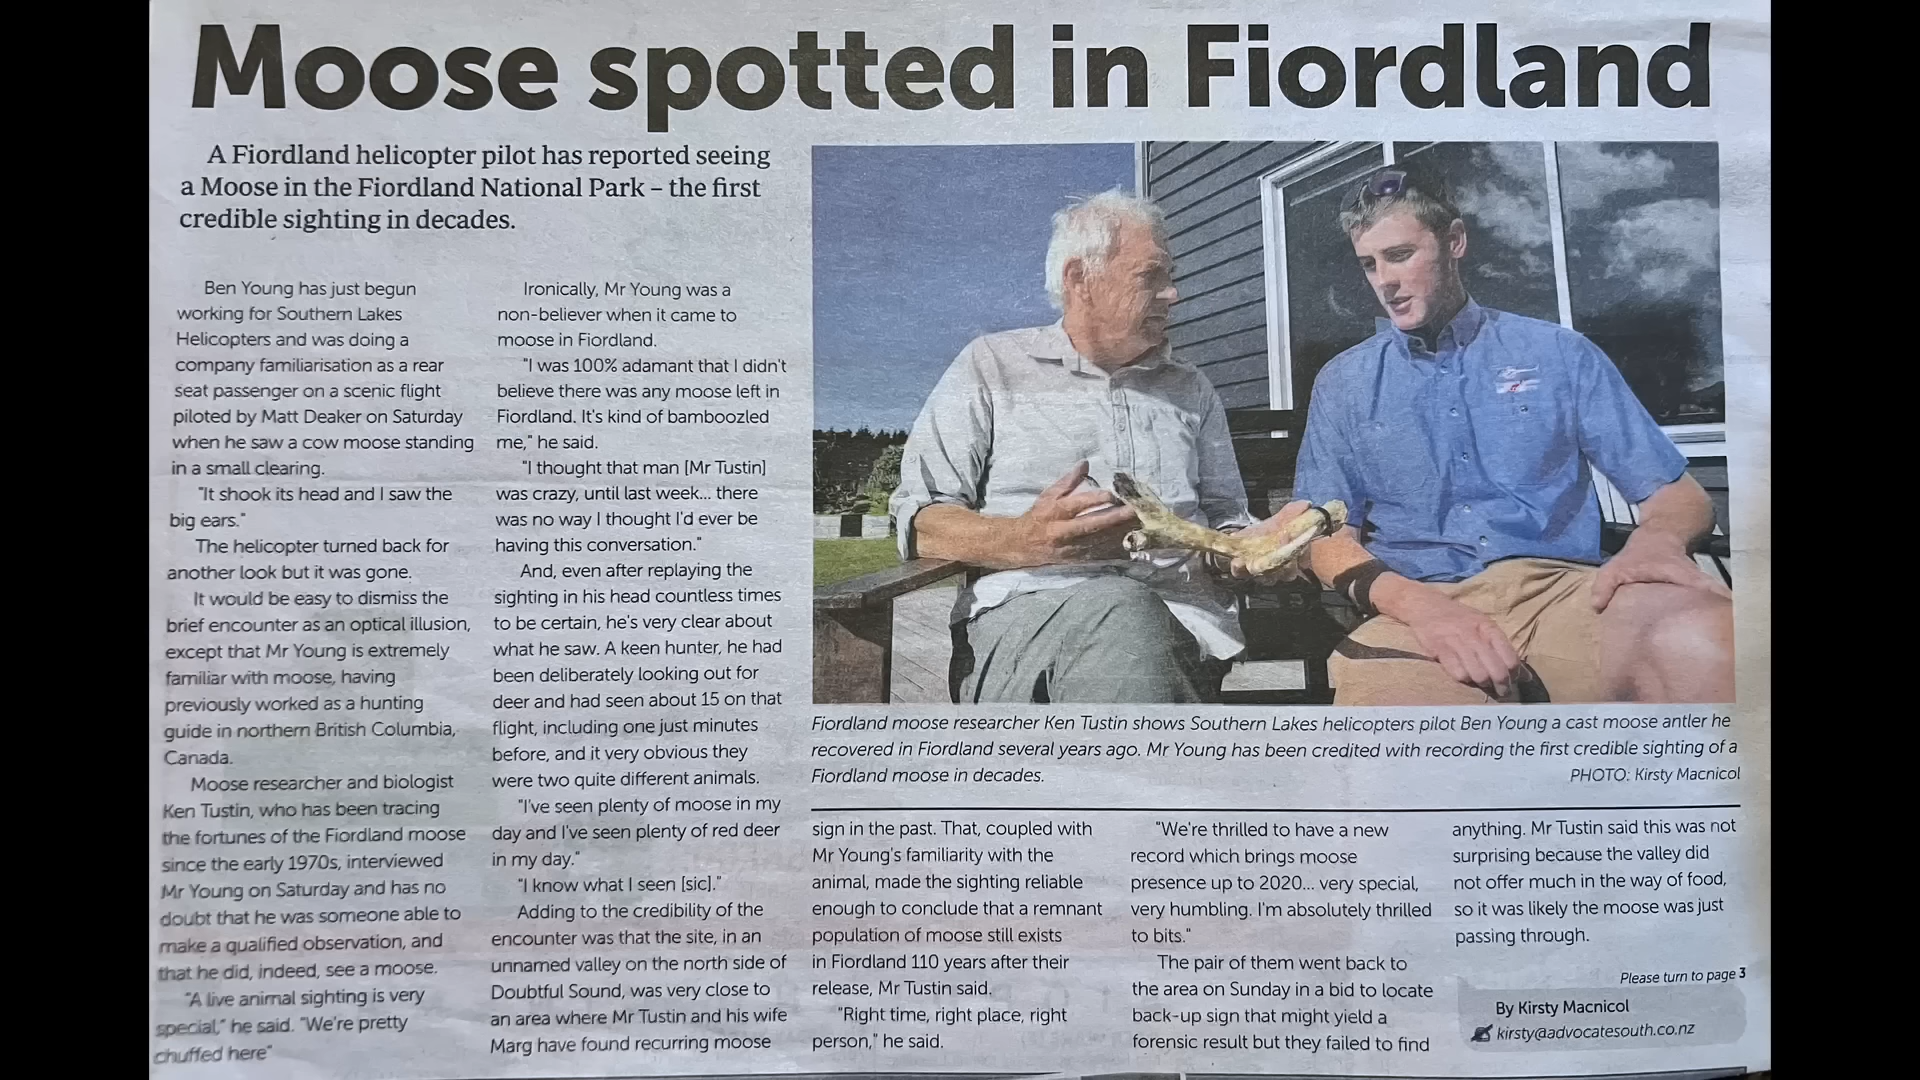 Moose spotted in Fiordland
A Fiordland helicopter pilot has reported seeing
a Moose in the Fiordland National Park – the first
credible sighting in decades.
Ben Young has just begun
working for Southern Lakes
Helicopters and was doing a
company familiarisation as a rear
seat passenger on a scenic flight
piloted by Matt Deaker on Saturday
when he saw a cow moose standing
in a small clearing.
"It shook its head and I saw the
big ears."
The helicopter turned back for
another look but it was gone.
It would be easy to dismiss the
brief encounter as an optical illusion,
except that Mr Young is extremely
familiar with moose, having
previously worked as a hunting
guide in northern British Columbia,
Canada.
Moose researcher and biologist
Ken Tustin, who has been tracing
the fortunes of the Fiordland moose
since the early 1970s, interviewed
Mr Young on Saturday and has no
doubt that he was someone able to
make a qualified observation, and
that he did, indeed, see a moose.
"A live animal sighting is very
special," he said. "We're pretty
chuffed here"
Ironically, Mr Young was a
non-believer when it came to
moose in Fiordland.
"I was 100% adamant that I didn't
believe there was any moose left in
Fiordland. It's kind of bamboozled
me," he said.
"I thought that man [Mr Tustin]
was crazy, until last week... there
was no way I thought I'd ever be
having this conversation."
And, even after replaying the
sighting in his head countless times
to be certain, he's very clear about
what he saw. A keen hunter, he had
been deliberately looking out for
deer and had seen about 15 on that
flight, including one just minutes
before, and it very obvious they
were two quite different animals.
"I've seen plenty of moose in my
day and I've seen plenty of red deer
in my day."
"I know what I seen [sic]."
Adding to the credibility of the
encounter was that the site, in an
unnamed valley on the north side of
Doubtful Sound, was very close to
an area where Mr Tustin and his wife
Marg have found recurring moose
Fiordland moose researcher Ken Tustin shows Southern Lakes helicopters pilot Ben Young a cast moose antler he
recovered in Fiordland several years ago. Mr Young has been credited with recording the first credible sighting of a
Fiordland moose in decades.
PHOTO: Kirsty Macnicol
sign in the past. That, coupled with
Mr Young's familiarity with the
animal, made the sighting reliable
enough to conclude that a remnant
population of moose still exists
in Fiordland 110 years after their
release, Mr Tustin said.
"Right time, right place, right
person," he said.
"We're thrilled to have a new
record which brings moose
presence up to 2020... very special,
very humbling. I'm absolutely thrilled
to bits."
The pair of them went back to
the area on Sunday in a bid to locate
back-up sign that might yield a
forensic result but they failed to find
anything. Mr Tustin said this was not
surprising because the valley did
not offer much in the way of food,
so it was likely the moose was just
passing through.
Please turn to page 3
By Kirsty Macnicol
kirsty@advocatesouth.co.nz